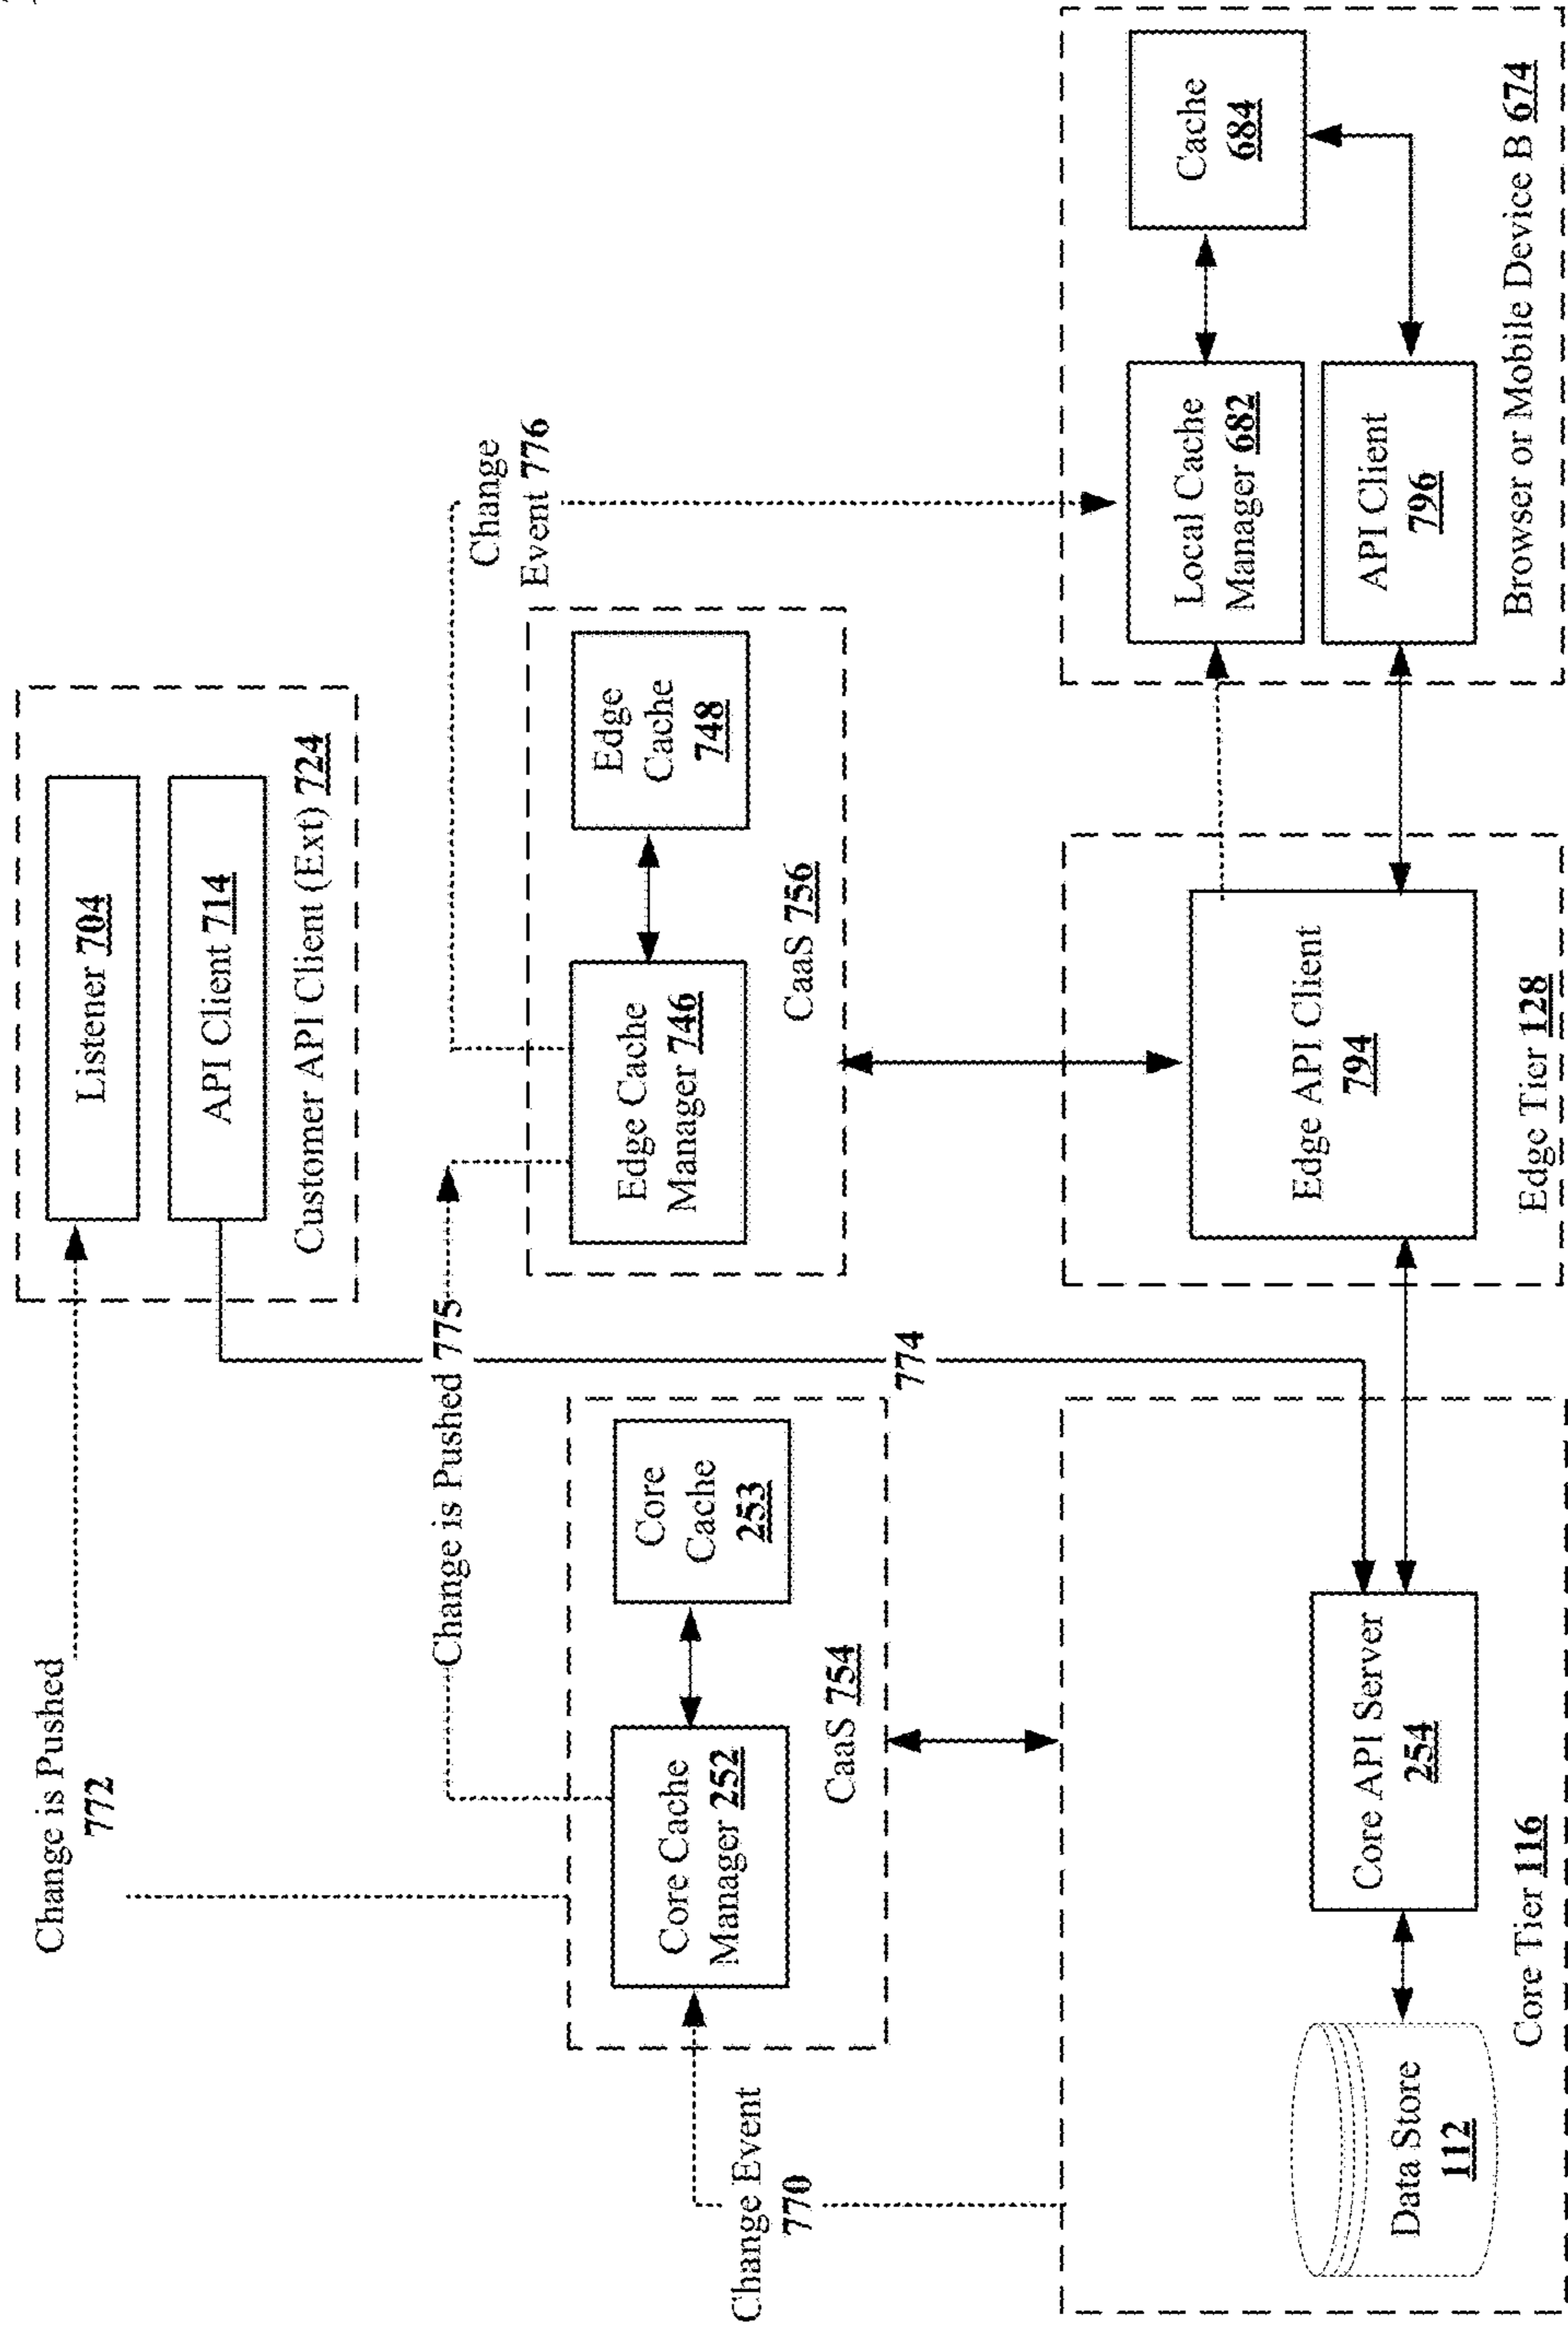 Change is Pushed
772
Listener 704
API Client 714
Customer API Client (Ext) 724
Change is Pushed 775
Change
Event 776
Change Event
770
Core Cache
Manager 252
Core
Cache
253
CaaS 754
Edge Cache
Manager 746
Edge
Cache
748
CaaS 756
774
Data Store
112
Core API Server
254
Core Tier 116
Edge API Client
794
Edge Tier 128
Local Cache
Manager 682
Cache
684
API Client
796
Browser or Mobile Device B 674